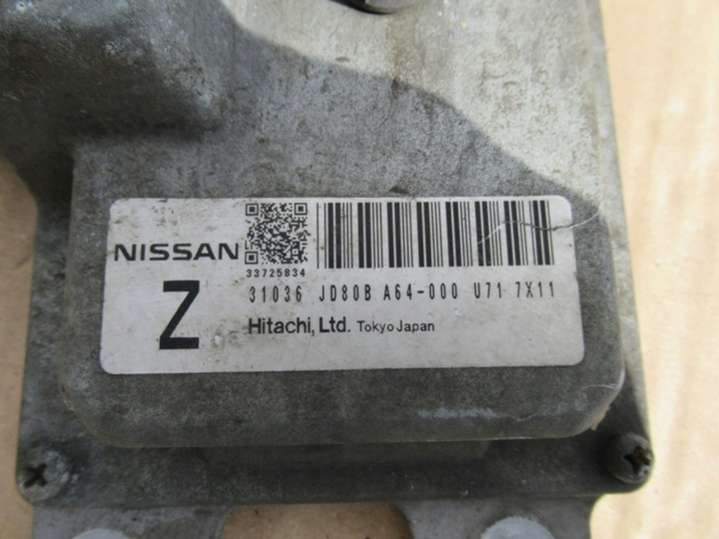 NISSAN
33725834
Z
31036 JD80B A64-000 U71 7X11
Hitachi, Ltd. Tokyo Japan